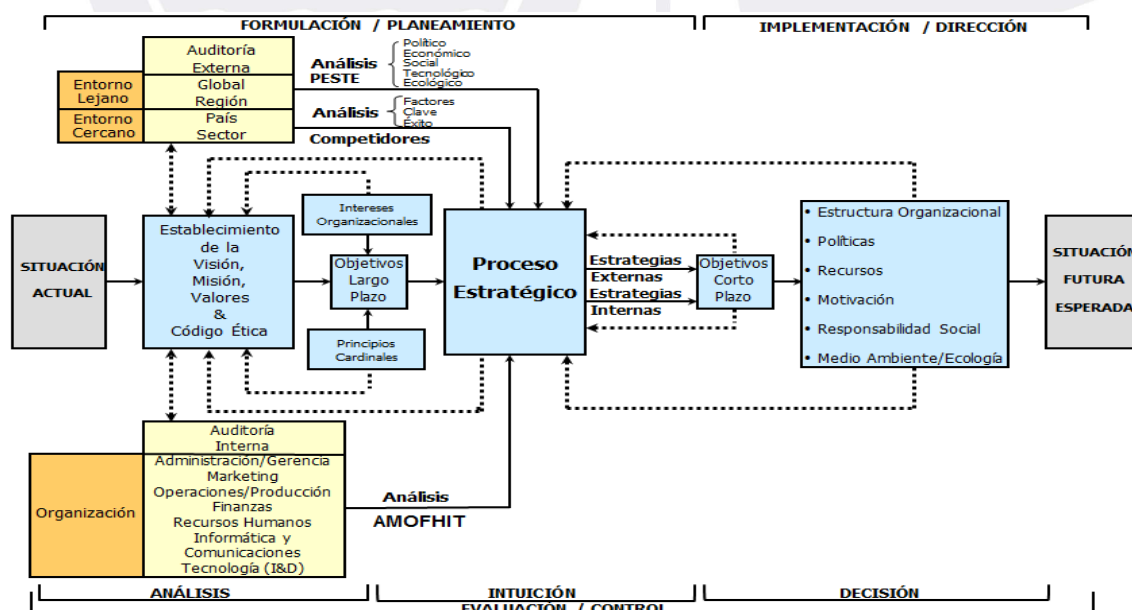 FORMULACIÓN / PLANEAMIENTO
IMPLEMENTACIÓN / DIRECCIÓN
Auditoría
Externa
Entorno
Lejano
Global
Región
Entorno
Cercano
País
Sector
Análisis
PESTE
Político
Económico
Social
Tecnológico
Ecológico
Análisis
Competidores
Factores
Clave
Éxito
SITUACIÓN
ACTUAL
Establecimiento
de la
Visión,
Misión,
Valores
&
Código Ética
Intereses
Organizacionales
Objetivos
Largo
Plazo
Principios
Cardinales
Proceso
Estratégico
Estrategias
Externas
Estrategias
Internas
Objetivos
Corto
Plazo
• Estructura Organizacional
• Políticas
• Recursos
• Motivación
• Responsabilidad Social
• Medio Ambiente/Ecología
SITUACIÓN
FUTURA
ESPERADA
Auditoría
Interna
Organización
Administración/Gerencia
Marketing
Operaciones/Producción
Finanzas
Recursos Humanos
Informática y
Comunicaciones
Tecnología (I&D)
Análisis
AMOFHIT
ANÁLISIS
INTUICIÓN
DECISIÓN
EVALUACIÓN / CONTROL